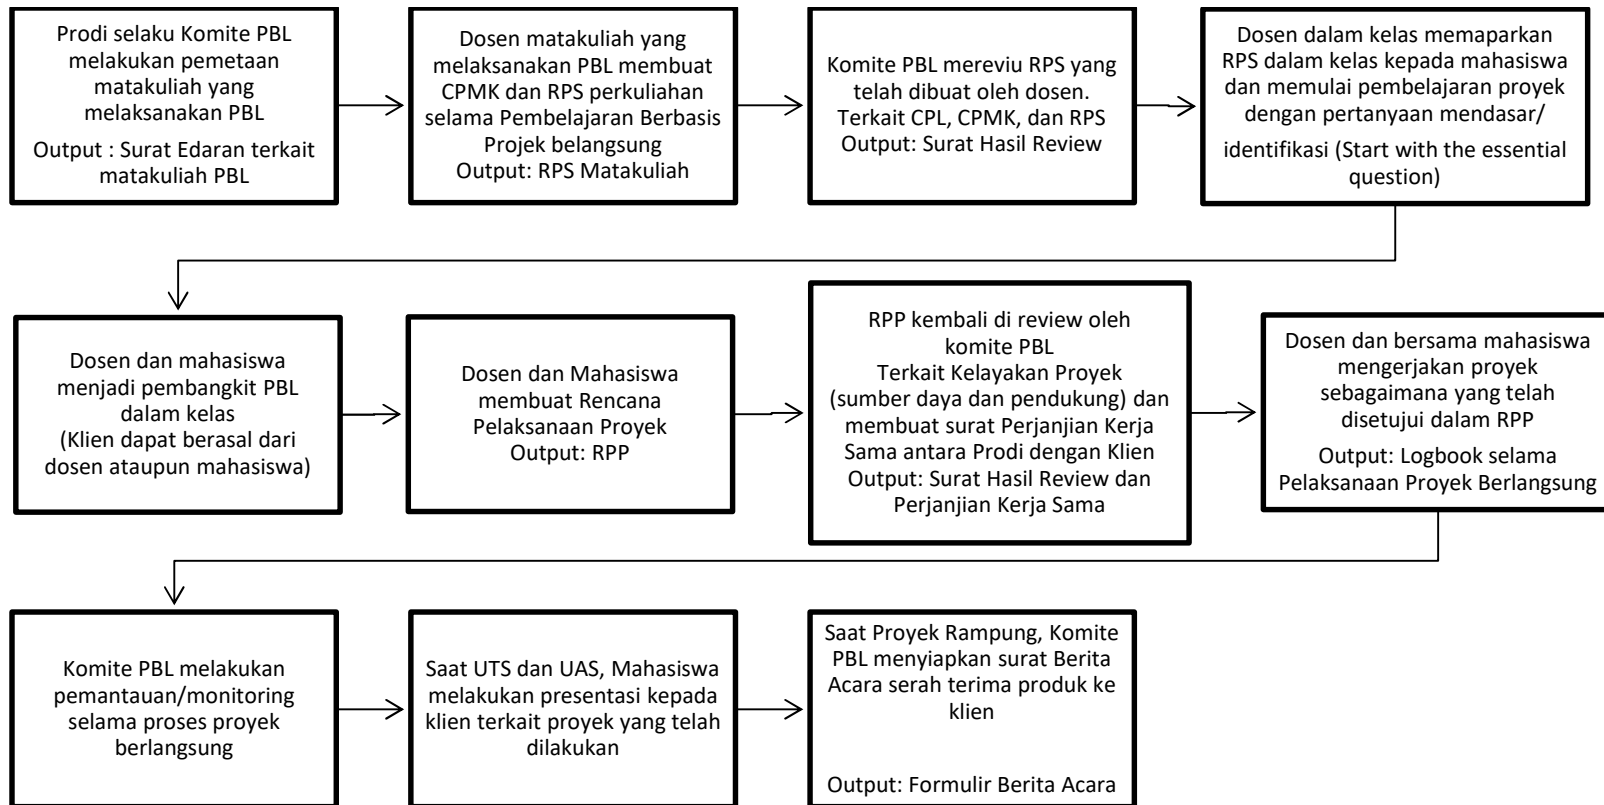 Prodi selaku Komite PBL
melakukan pemetaan
matakuliah yang
melaksanakan PBL
Output : Surat Edaran terkait
matakuliah PBL
Dosen matakuliah yang
melaksanakan PBL membuat
CPMK dan RPS perkuliahan
selama Pembelajaran Berbasis
Projek belangsung
Output: RPS Matakuliah
Komite PBL mereviu RPS yang
telah dibuat oleh dosen.
Terkait CPL, CPMK, dan RPS
Output: Surat Hasil Review
Dosen dalam kelas memaparkan
RPS dalam kelas kepada mahasiswa
dan memulai pembelajaran proyek
dengan pertanyaan mendasar/
identifikasi (Start with the essential
question)
Dosen dan mahasiswa
menjadi pembangkit PBL
dalam kelas
(Klien dapat berasal dari
dosen ataupun mahasiswa)
Dosen dan Mahasiswa
membuat Rencana
Pelaksanaan Proyek
Output: RPP
RPP kembali di review oleh
komite PBL
Terkait Kelayakan Proyek
(sumber daya dan pendukung) dan
membuat surat Perjanjian Kerja
Sama antara Prodi dengan Klien
Output: Surat Hasil Review dan
Perjanjian Kerja Sama
Dosen dan bersama mahasiswa
mengerjakan proyek
sebagaimana yang telah
disetujui dalam RPP
Output: Logbook selama
Pelaksanaan Proyek Berlangsung
Komite PBL melakukan
pemantauan/monitoring
selama proses proyek
berlangsung
Saat UTS dan UAS, Mahasiswa
melakukan presentasi kepada
klien terkait proyek yang telah
dilakukan
Saat Proyek Rampung, Komite
PBL menyiapkan surat Berita
Acara serah terima produk ke
klien
Output: Formulir Berita Acara